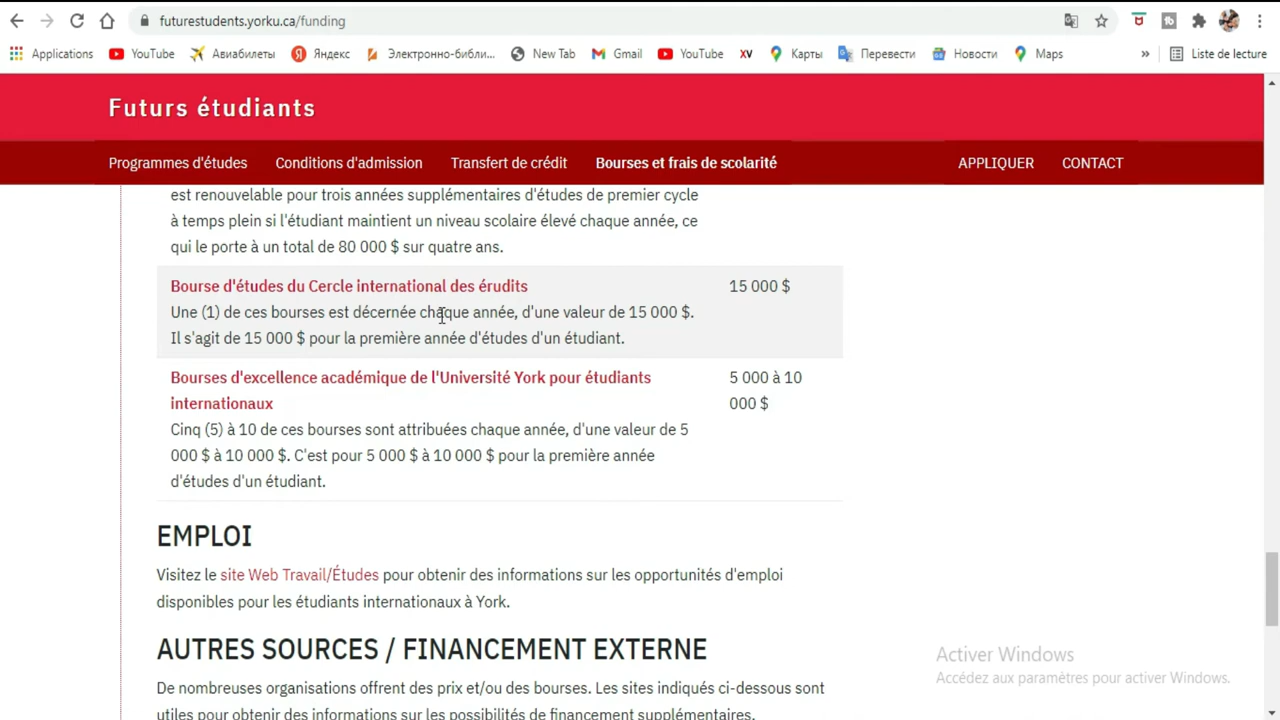 futurestudents.yorku.ca/funding
Applications YouTube Авиабилеты Яндекс Электронно-библи... New Tab Gmail YouTube XV Карты Перевести Новости Maps » Liste de lecture
Futurs étudiants
Programmes d'études Conditions d'admission Transfert de crédit Bourses et frais de scolarité APPLIQUER CONTACT
est renouvelable pour trois années supplémentaires d'études de premier cycle
à temps plein si l'étudiant maintient un niveau scolaire élevé chaque année, ce
qui le porte à un total de 80 000 $ sur quatre ans.
Bourse d'études du Cercle international des érudits 15 000 $
Une (1) de ces bourses est décernée chaque année, d'une valeur de 15 000 $.
Il s'agit de 15 000 $ pour la première année d'études d'un étudiant.
Bourses d'excellence académique de l'Université York pour étudiants 5 000 à 10
internationaux 000 $
Cinq (5) à 10 de ces bourses sont attribuées chaque année, d'une valeur de 5
000 $ à 10 000 $. C'est pour 5 000 $ à 10 000 $ pour la première année
d'études d'un étudiant.
EMPLOI
Visitez le site Web Travail/Études pour obtenir des informations sur les opportunités d'emploi
disponibles pour les étudiants internationaux à York.
AUTRES SOURCES / FINANCEMENT EXTERNE
Activer Windows
Accédez aux paramètres pour activer Windows.
De nombreuses organisations offrent des prix et/ou des bourses. Les sites indiqués ci-dessous sont
utiles pour obtenir des informations sur les possibilités de financement supplémentaires.